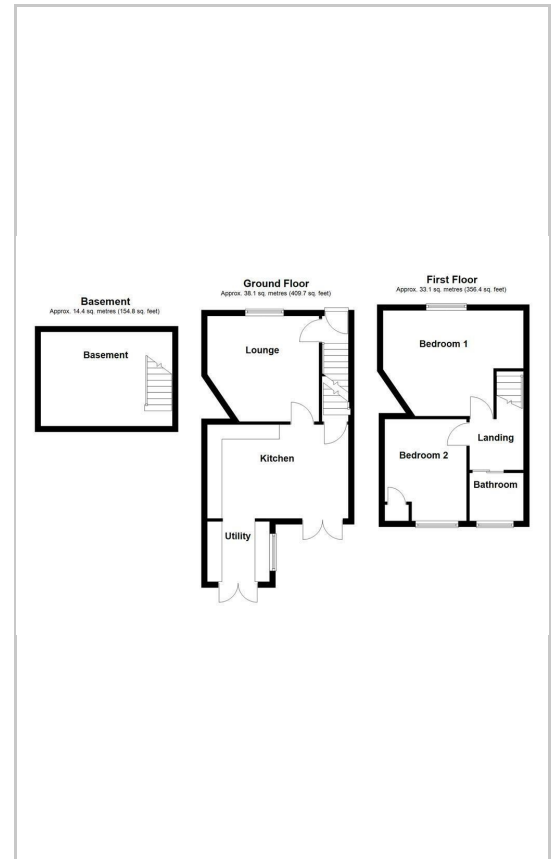 Basement
Approx. 14.4 sq. metres (154.8 sq. feet)
Basement
Ground Floor
Approx. 38.1 sq. metres (409.7 sq. feet)
Lounge
Kitchen
Utility
First Floor
Approx. 33.1 sq. metres (356.4 sq. feet)
Bedroom 1
Landing
Bedroom 2
Bathroom